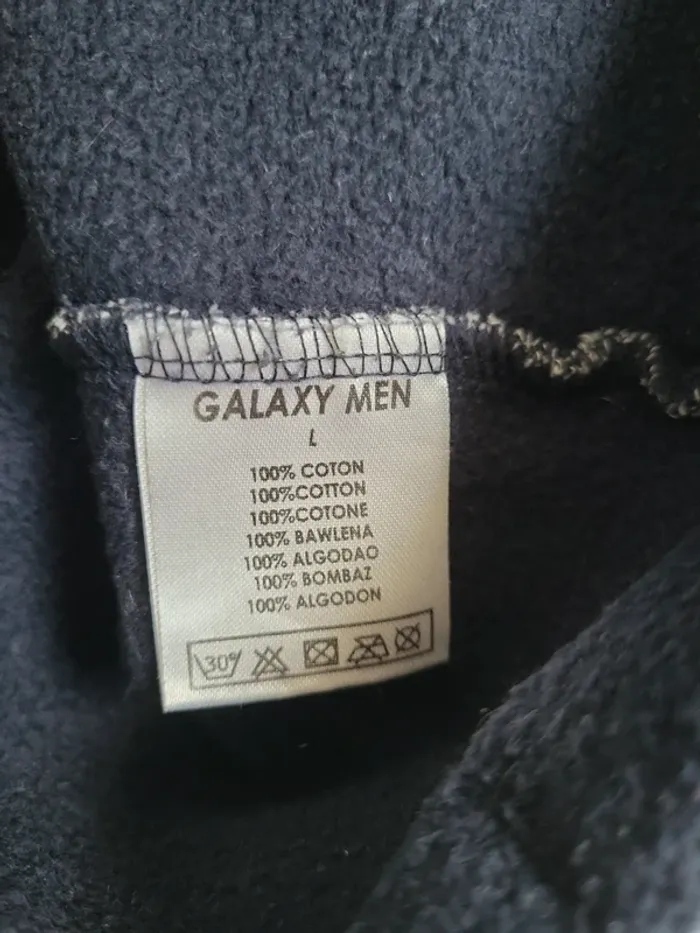 GALAXY MEN
L
100% COTON
100%COTTON
100%COTONE
100% BAWLENA
100% ALGODAO
100% BOMBAZ
100% ALGODON
30°